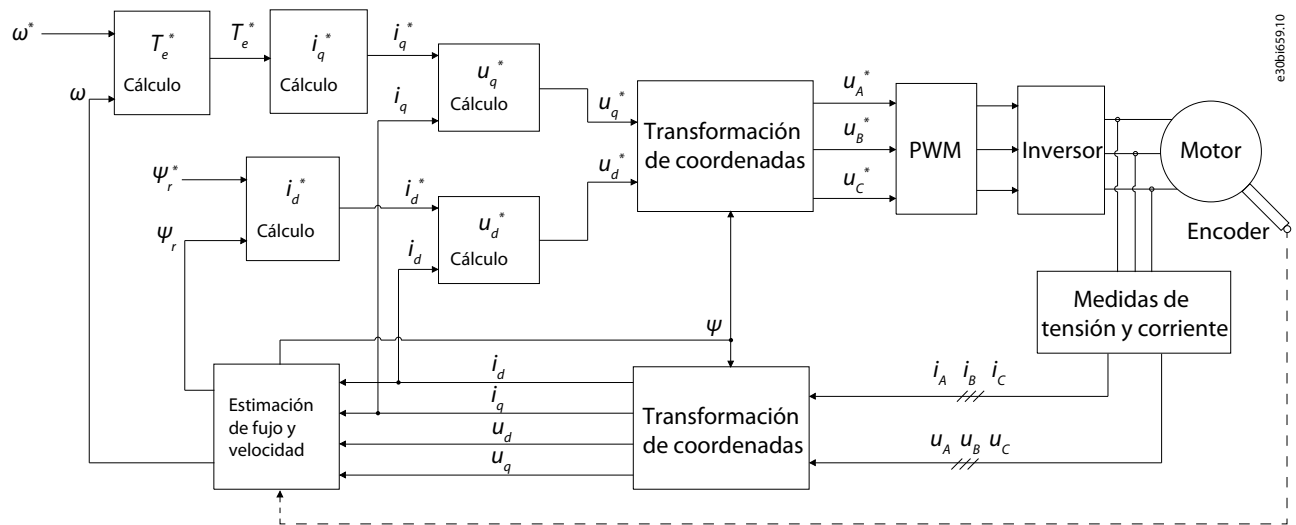 ω*
T_e*
Cálculo
T_e*
i_q*
Cálculo
i_q*
u_q*
Cálculo
ω
i_q
u_q*
ψ_r*
i_d*
Cálculo
i_d*
u_d*
Cálculo
ψ_r
i_d
u_d*
Transformación
de coordenadas
u_A*
u_B*
u_C*
PWM
Inversor
Motor
Encoder
e30bi659.10
Medidas de
tensión y corriente
ψ
Estimación
de fujo y
velocidad
i_d
i_q
u_d
u_q
Transformación
de coordenadas
i_A i_B i_C
u_A u_B u_C